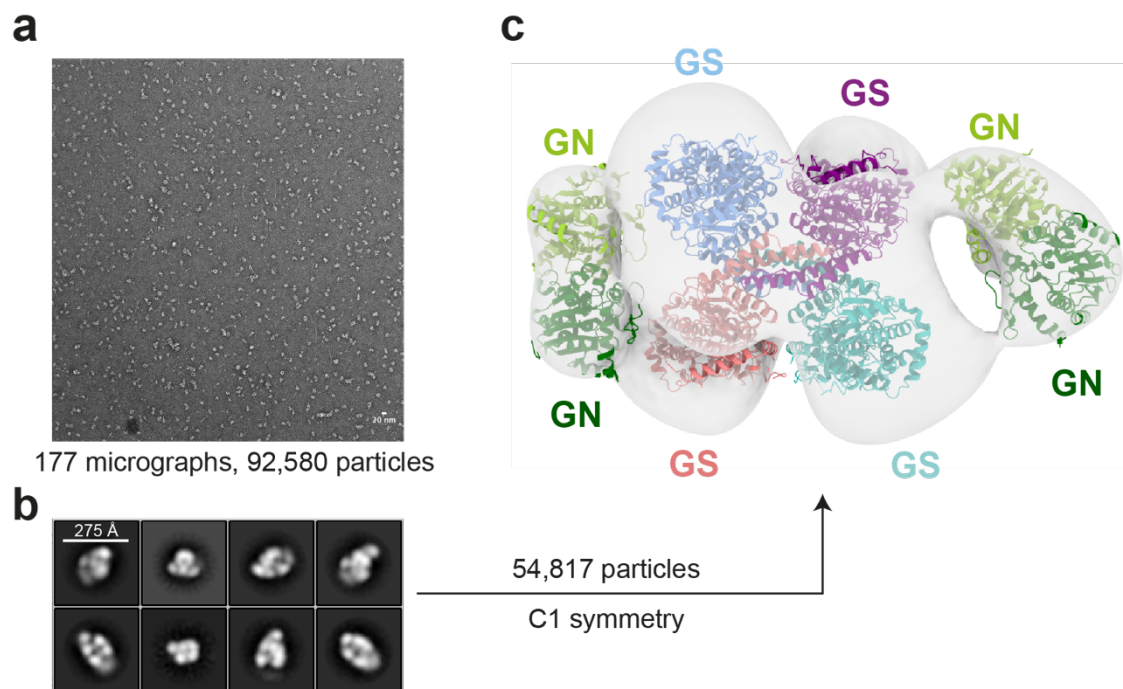 a
20 nm
177 micrographs, 92,580 particles
b
275 Å
c
GS
GS
GN
GN
GN
GN
GS
GS
54,817 particles
C1 symmetry